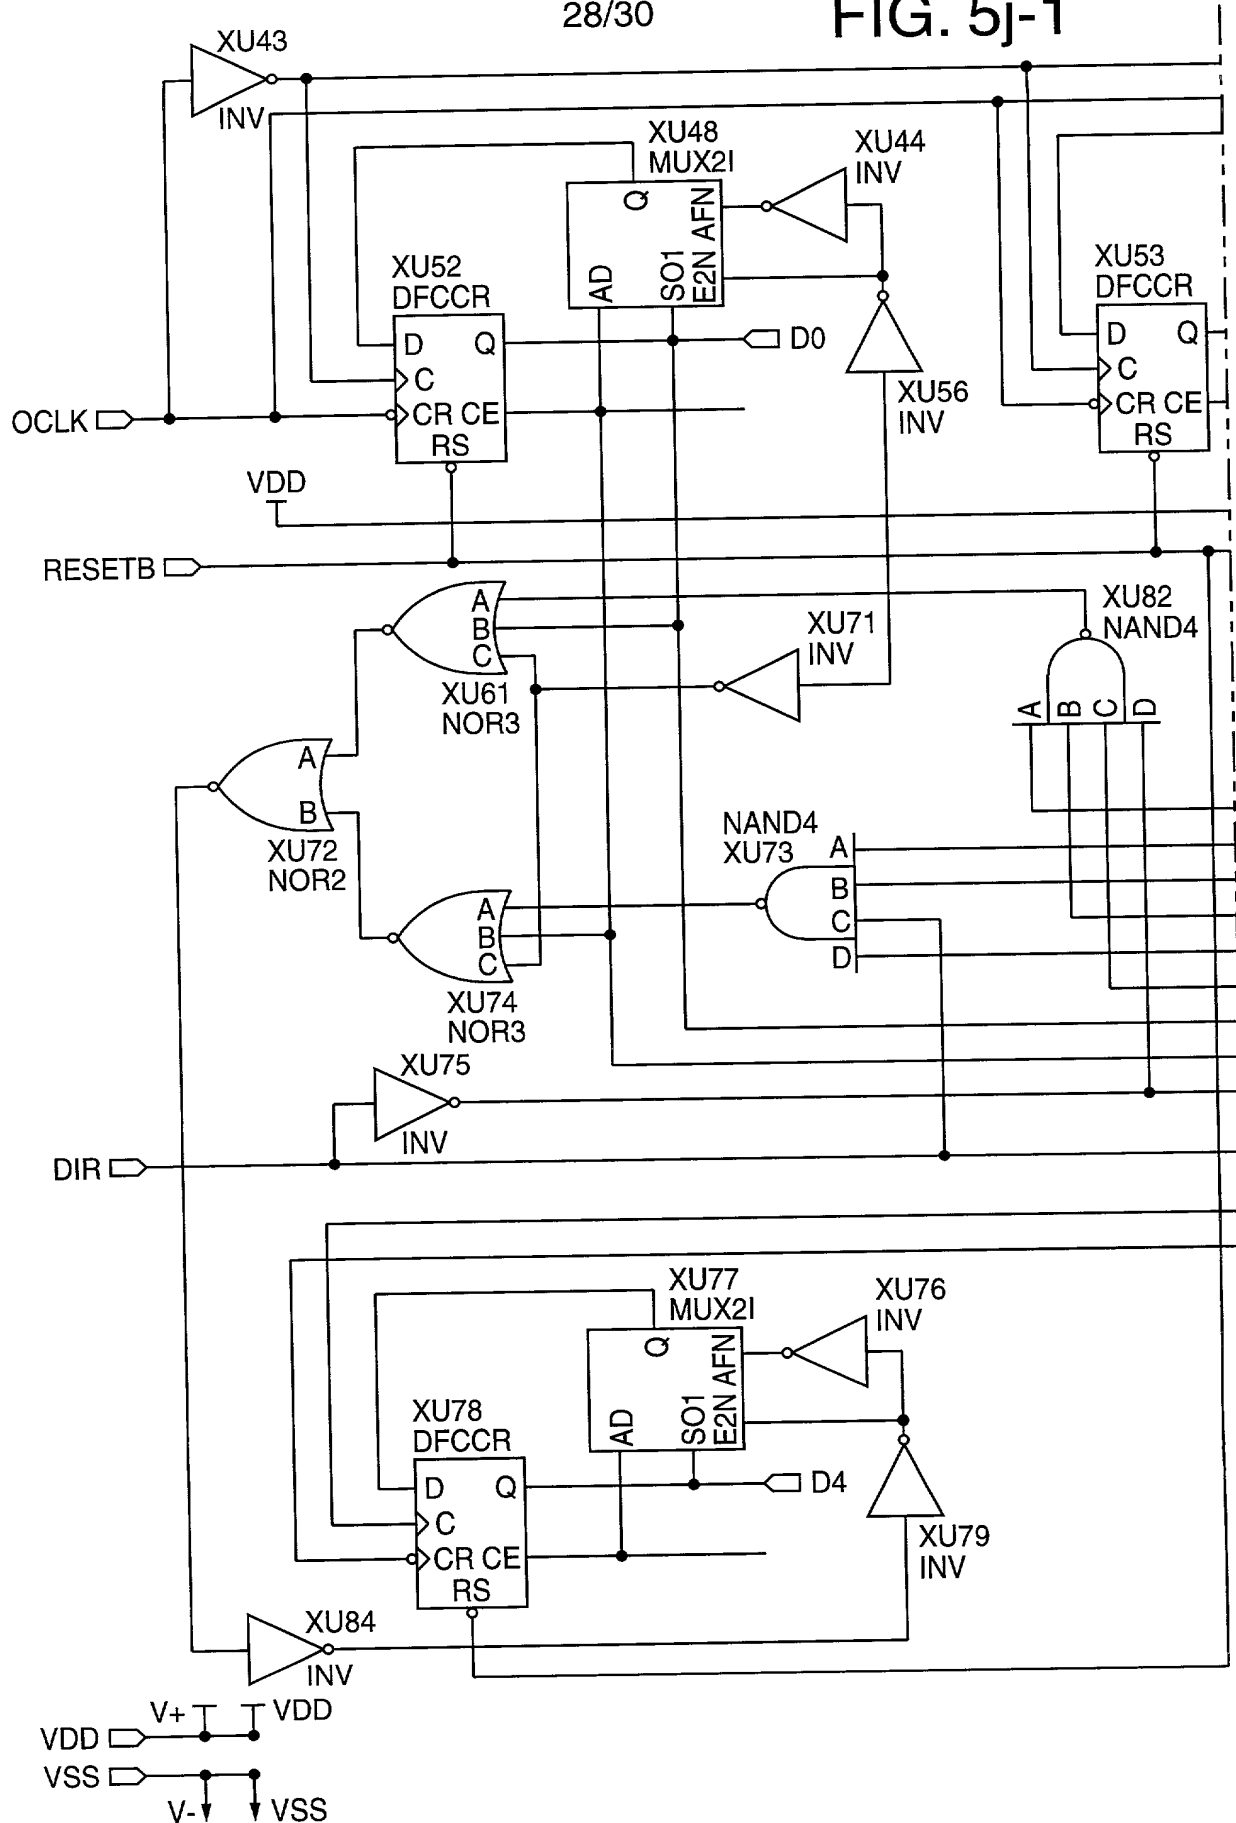 28/30
FIG. 5j-1
XU43
INV
XU48
MUX2I
XU44
INV
Q
AFN
AD
SO1
E2N
XU52
DFCCR
D Q
C
CR CE
RS
D0
XU56
INV
XU53
DFCCR
D Q
C
CR CE
RS
OCLK
VDD
RESETB
A
B
C
XU61
NOR3
XU71
INV
XU82
NAND4
A B C D
A
B
XU72
NOR2
NAND4
XU73
A
B
C
D
A
B
C
XU74
NOR3
XU75
INV
DIR
XU77
MUX2I
XU76
INV
Q
AFN
AD
SO1
E2N
XU78
DFCCR
D Q
C
CR CE
RS
D4
XU79
INV
XU84
INV
V+ VDD
VDD
VSS
V- VSS